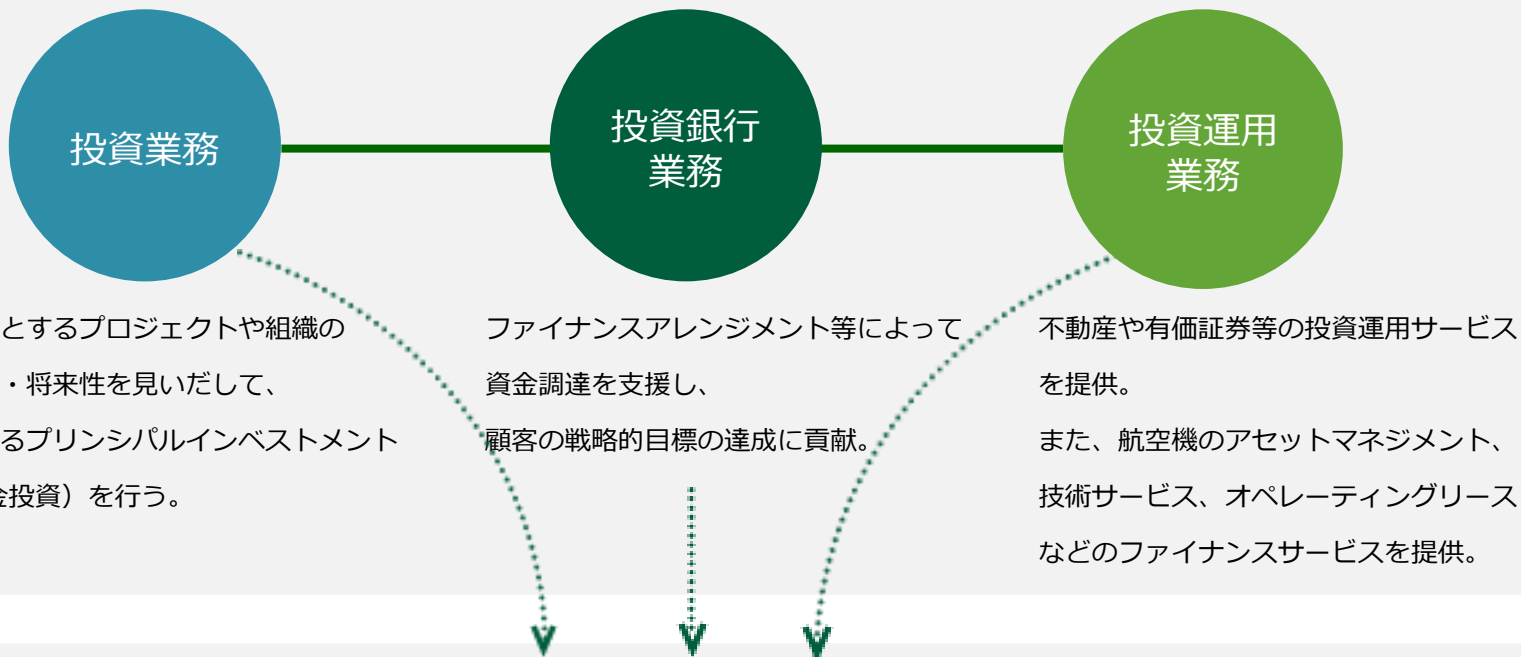 投資業務
投資銀行
業務
投資運用
業務
とするプロジェクトや組織の
・将来性を見いだして、
るプリンシパルインベストメント
金投資）を行う。
ファイナンスアレンジメント等によって
資金調達を支援し、
顧客の戦略的目標の達成に貢献。
不動産や有価証券等の投資運用サービス
を提供。
また、航空機のアセットマネジメント、
技術サービス、オペレーティングリース
などのファイナンスサービスを提供。